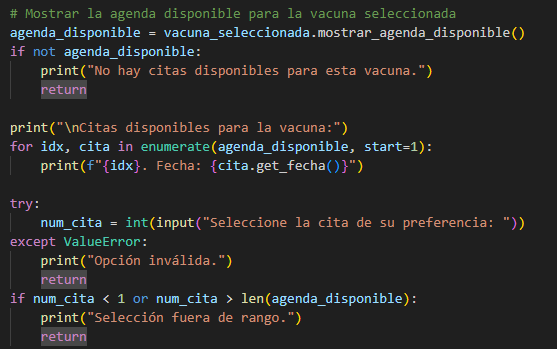 # Mostrar la agenda disponible para la vacuna seleccionada
agenda_disponible = vacuna_seleccionada.mostrar_agenda_disponible()
if not agenda_disponible:
    print("No hay citas disponibles para esta vacuna.")
    return

print("\nCitas disponibles para la vacuna:")
for idx, cita in enumerate(agenda_disponible, start=1):
    print(f"{idx}. Fecha: {cita.get_fecha()}")

try:
    num_cita = int(input("Seleccione la cita de su preferencia: "))
except ValueError:
    print("Opción inválida.")
    return
if num_cita < 1 or num_cita > len(agenda_disponible):
    print("Selección fuera de rango.")
    return